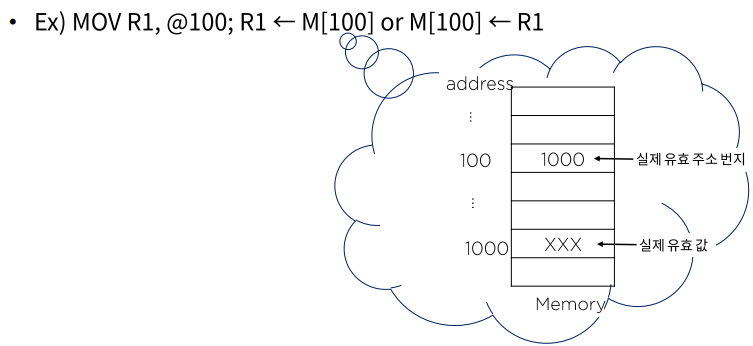 • Ex) MOV R1, @100; R1 ← M[100] or M[100] ← R1
address
⋮
100 1000 실제 유효 주소 번지
⋮
1000 XXX 실제 유효 값
Memory